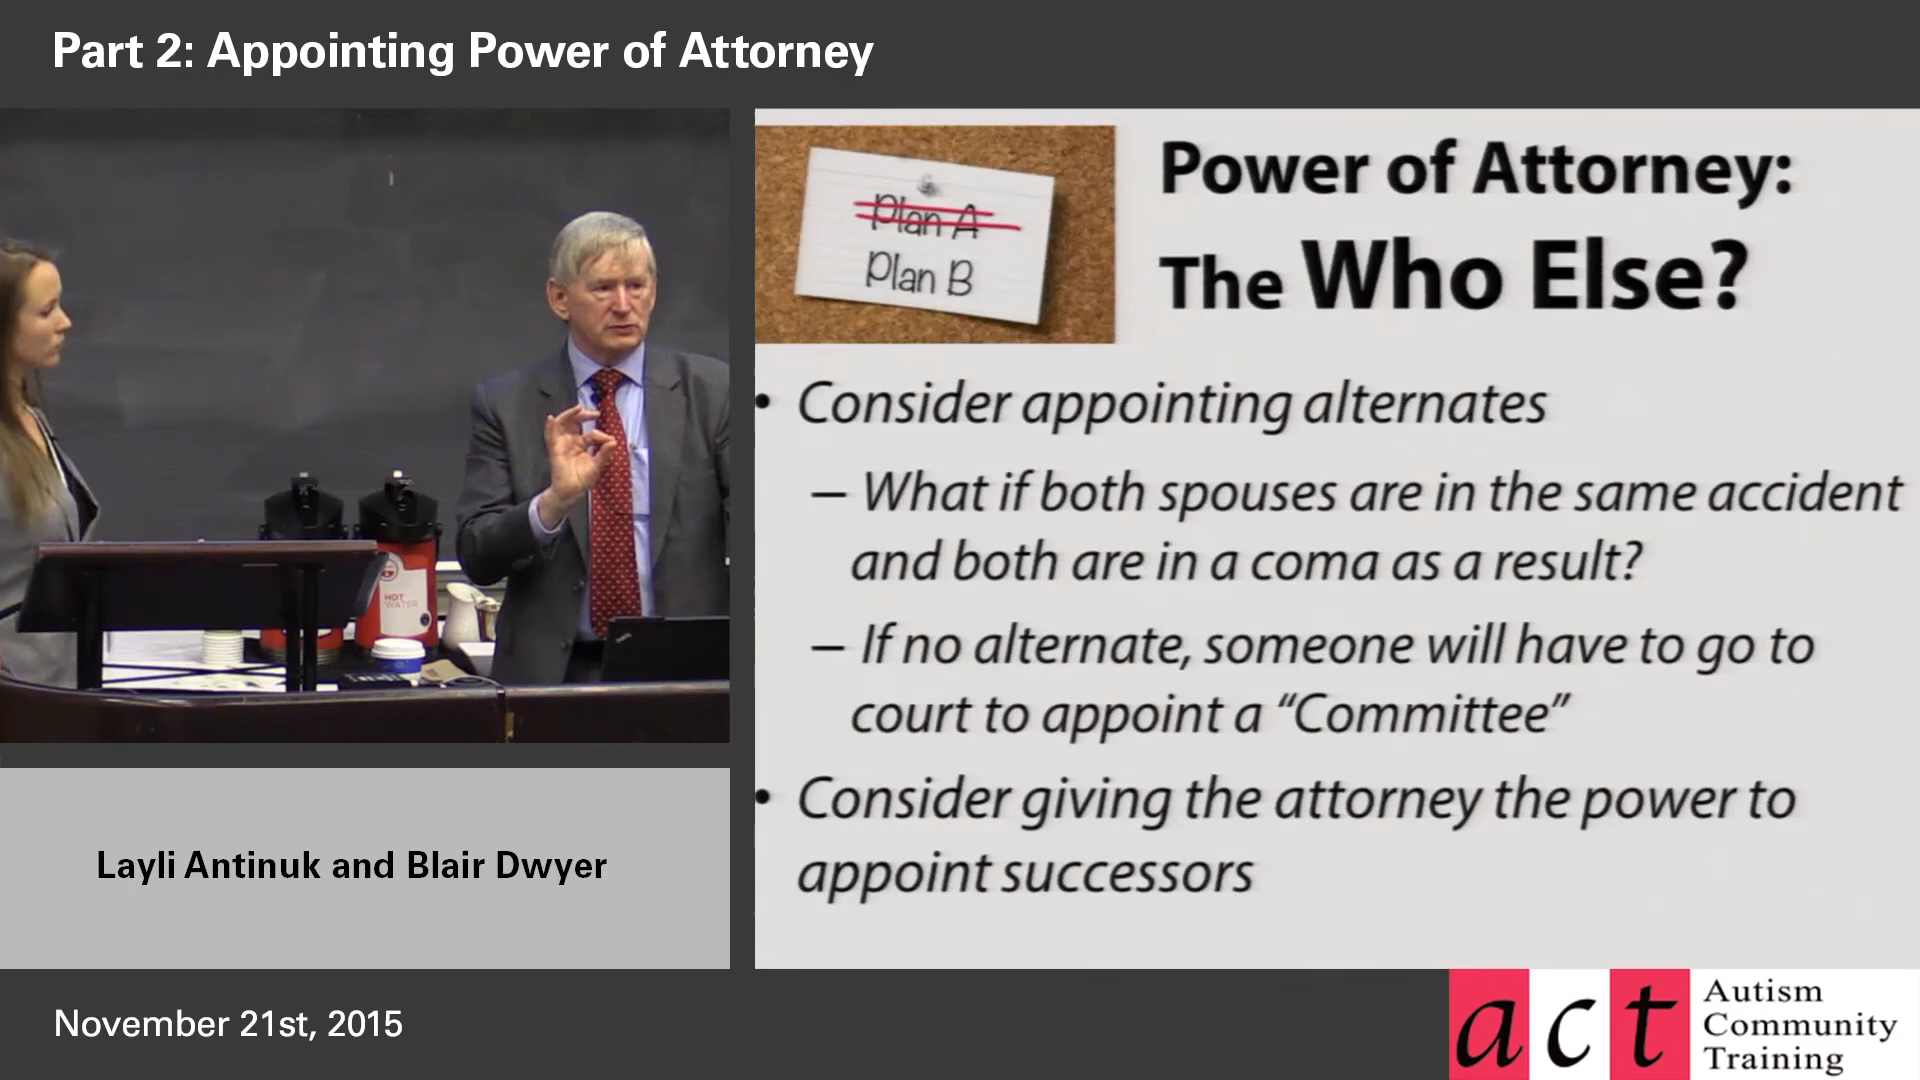 Part 2: Appointing Power of Attorney
Plan A
Plan B
Power of Attorney:
The Who Else?
• Consider appointing alternates
– What if both spouses are in the same accident
and both are in a coma as a result?
– If no alternate, someone will have to go to
court to appoint a “Committee”
• Consider giving the attorney the power to
appoint successors
HOT
WATER
Layli Antinuk and Blair Dwyer
November 21st, 2015
act
Autism
Community
Training